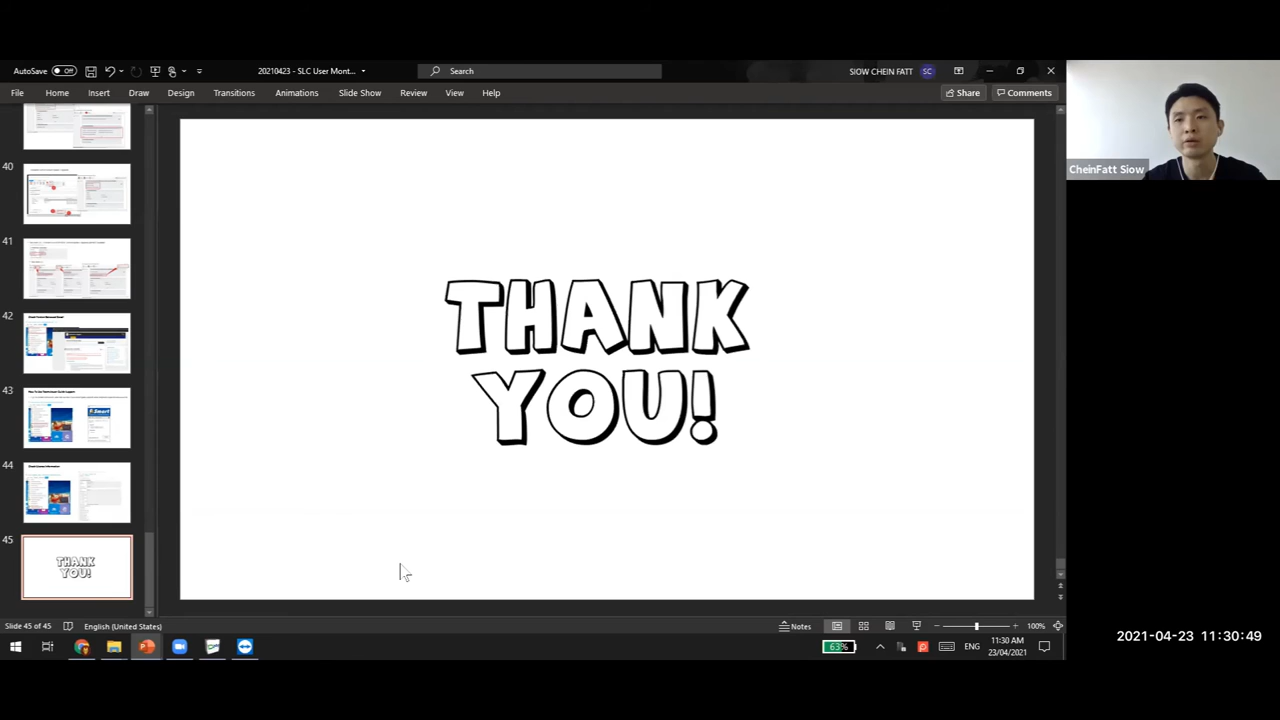 AutoSave Off
20210423 - SLC User Mont...
Search
SIOW CHEIN FATT SC
File Home Insert Draw Design Transitions Animations Slide Show Review View Help
Share Comments
CheinFatt Siow
40
41
42
43
44
45
THANK
YOU!
THANK
YOU!
Slide 45 of 45 English (United States)
Notes
100%
63%
ENG
11:30 AM
23/04/2021
2021-04-23 11:30:49